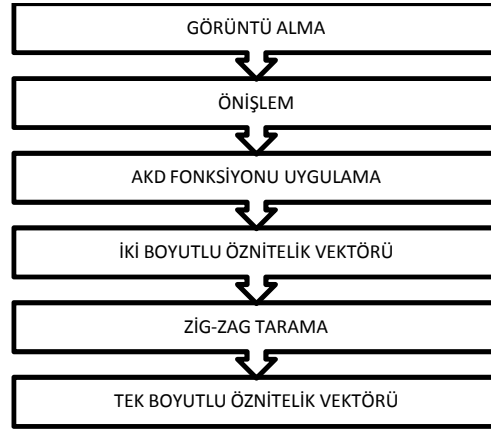 GÖRÜNTÜ ALMA
ÖNİŞLEM
AKD FONKSİYONU UYGULAMA
İKİ BOYUTLU ÖZNİTELİK VEKTÖRÜ
ZİG-ZAG TARAMA
TEK BOYUTLU ÖZNİTELİK VEKTÖRÜ